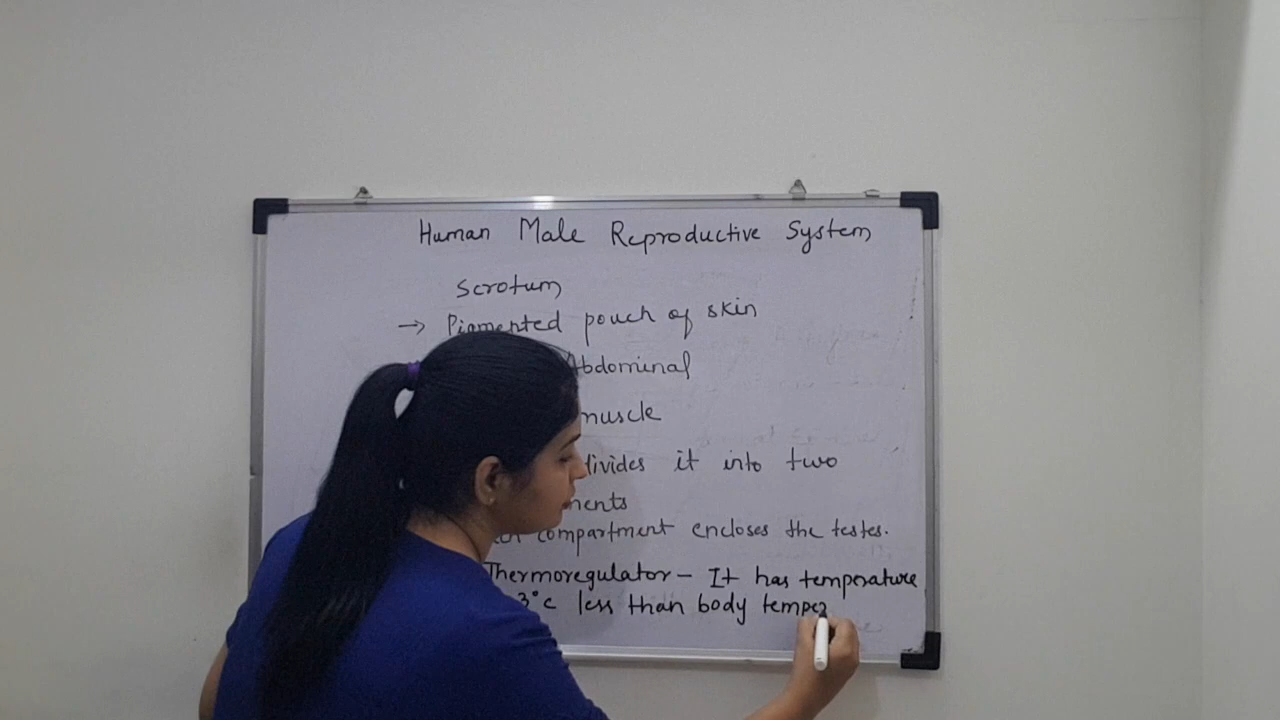 Human Male Reproductive System
Scrotum
→ Pigmented pouch of skin
Abdominal
muscle
divides it into two
compartment encloses the testes.
Thermoregulator - It has temperature
3°c less than body temper